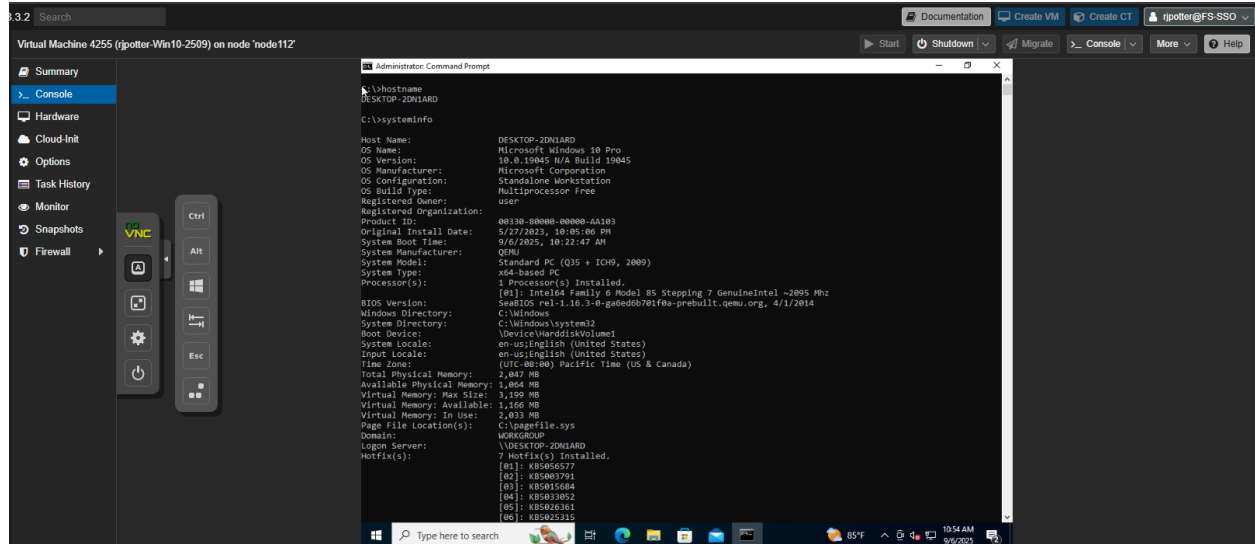 3.3.2 Search Documentation Create VM Create CT rjpotter@FS-SSO
Virtual Machine 4255 (rjpotter-Win10-2509) on node 'node112' Start Shutdown Migrate Console More Help
Summary
Console
Hardware
Cloud-Init
Options
Task History
Monitor
Snapshots
Firewall
VNC
A
Ctrl
Alt
Esc
Administrator: Command Prompt
C:\>hostname
DESKTOP-2DN1ARD
C:\>systeminfo
Host Name: DESKTOP-2DN1ARD
OS Name: Microsoft Windows 10 Pro
OS Version: 10.0.19045 N/A Build 19045
OS Manufacturer: Microsoft Corporation
OS Configuration: Standalone Workstation
OS Build Type: Multiprocessor Free
Registered Owner: user
Registered Organization:
Product ID: 00330-80000-00000-AA103
Original Install Date: 5/27/2023, 10:05:06 PM
System Boot Time: 9/6/2025, 10:22:47 AM
System Manufacturer: QEMU
System Model: Standard PC (Q35 + ICH9, 2009)
System Type: x64-based PC
Processor(s): 1 Processor(s) Installed.
[01]: Intel64 Family 6 Model 85 Stepping 7 GenuineIntel ~2095 Mhz
BIOS Version: SeaBIOS rel-1.16.3-0-ga6ed6b701f0a-prebuilt.qemu.org, 4/1/2014
Windows Directory: C:\Windows
System Directory: C:\Windows\system32
Boot Device: \Device\HarddiskVolume1
System Locale: en-us;English (United States)
Input Locale: en-us;English (United States)
Time Zone: (UTC-08:00) Pacific Time (US & Canada)
Total Physical Memory: 2,047 MB
Available Physical Memory: 1,064 MB
Virtual Memory: Max Size: 3,199 MB
Virtual Memory: Available: 1,166 MB
Virtual Memory: In Use: 2,033 MB
Page File Location(s): C:\pagefile.sys
Domain: WORKGROUP
Logon Server: \\DESKTOP-2DN1ARD
Hotfix(s): 7 Hotfix(s) Installed.
[01]: KB5056577
[02]: KB5003791
[03]: KB5015684
[04]: KB5033052
[05]: KB5026361
[06]: KB5025315
Type here to search 85°F 10:54 AM
9/6/2025
2